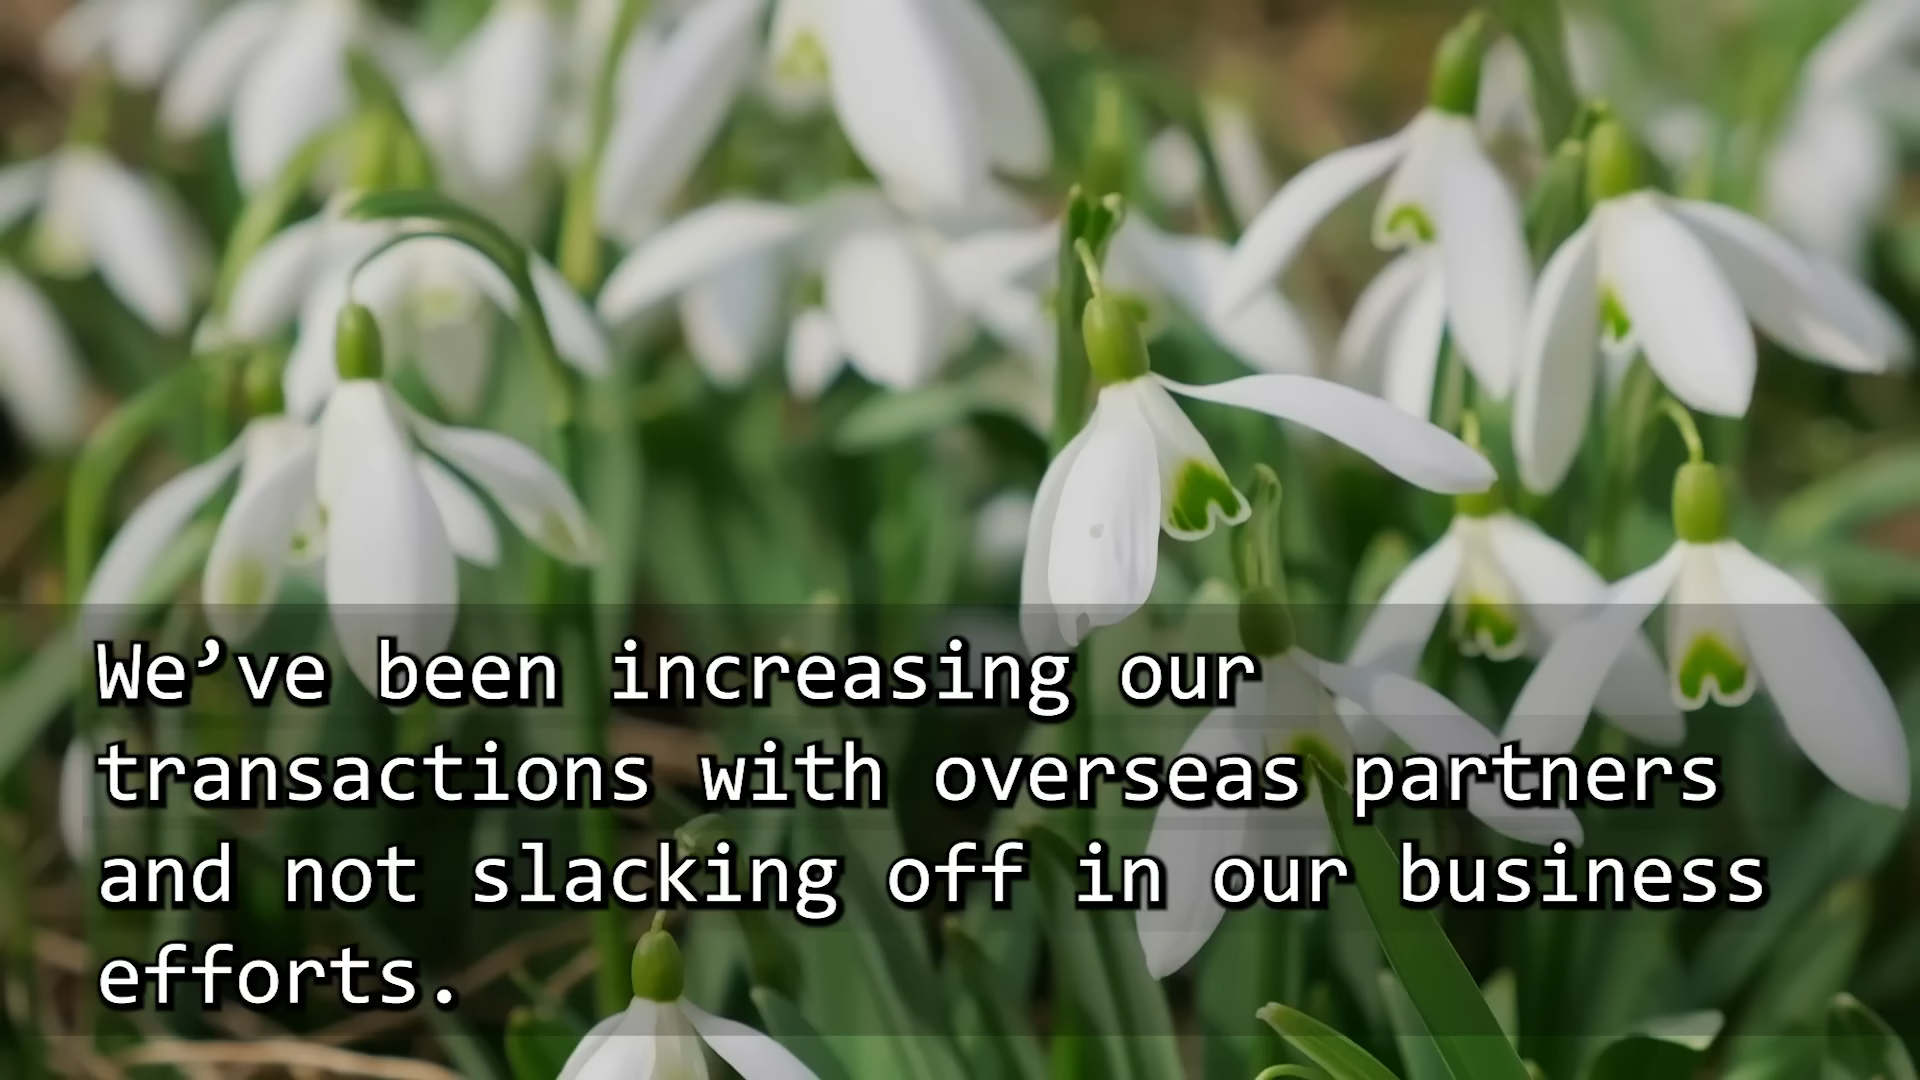 We’ve been increasing our
transactions with overseas partners
and not slacking off in our business
efforts.